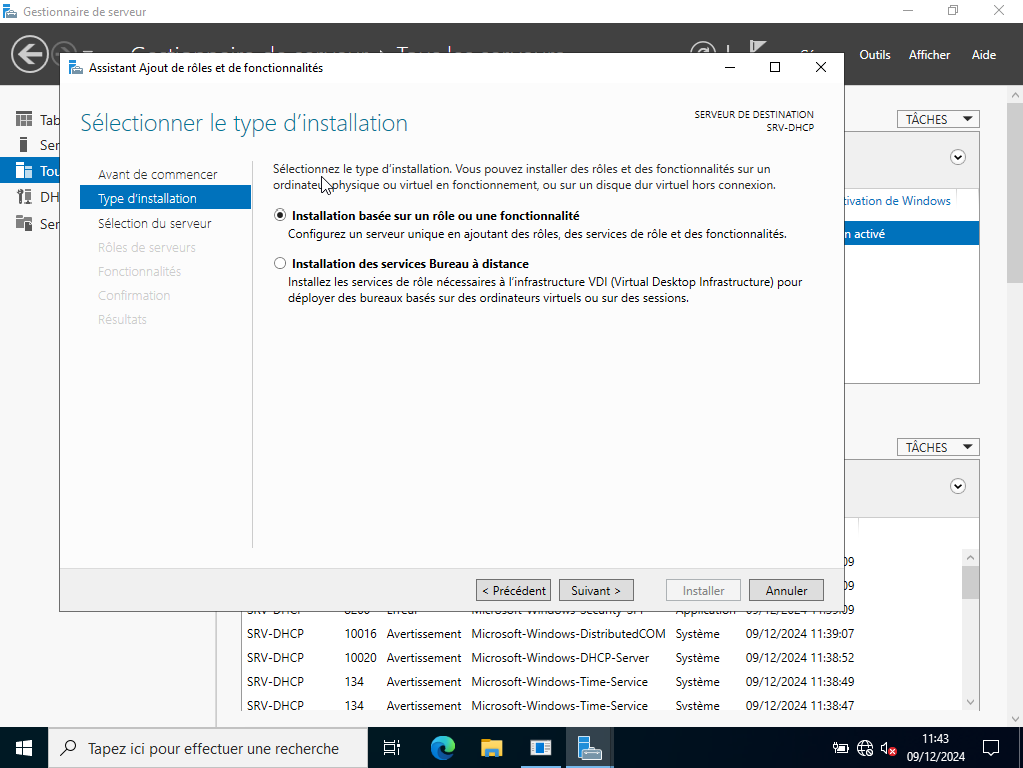 Gestionnaire de serveur
Outils
Afficher
Aide
Assistant Ajout de rôles et de fonctionnalités
Sélectionner le type d'installation
SERVEUR DE DESTINATION
SRV-DHCP
Avant de commencer
Type d'installation
Sélection du serveur
Rôles de serveurs
Fonctionnalités
Confirmation
Résultats
Sélectionnez le type d'installation. Vous pouvez installer des rôles et des fonctionnalités sur un
ordinateur physique ou virtuel en fonctionnement, ou sur un disque dur virtuel hors connexion.
Installation basée sur un rôle ou une fonctionnalité
Configurez un serveur unique en ajoutant des rôles, des services de rôle et des fonctionnalités.
Installation des services Bureau à distance
Installez les services de rôle nécessaires à l'infrastructure VDI (Virtual Desktop Infrastructure) pour
déployer des bureaux basés sur des ordinateurs virtuels ou sur des sessions.
< Précédent
Suivant >
Installer
Annuler
Tab
Ser
Tou
DH
Ser
TÂCHES
tivation de Windows
n activé
TÂCHES
09
09
SRV-DHCP 10016 Avertissement Microsoft-Windows-DistributedCOM Système 09/12/2024 11:39:07
SRV-DHCP 10020 Avertissement Microsoft-Windows-DHCP-Server Système 09/12/2024 11:38:52
SRV-DHCP 134 Avertissement Microsoft-Windows-Time-Service Système 09/12/2024 11:38:49
SRV-DHCP 134 Avertissement Microsoft-Windows-Time-Service Système 09/12/2024 11:38:47
Tapez ici pour effectuer une recherche
11:43
09/12/2024